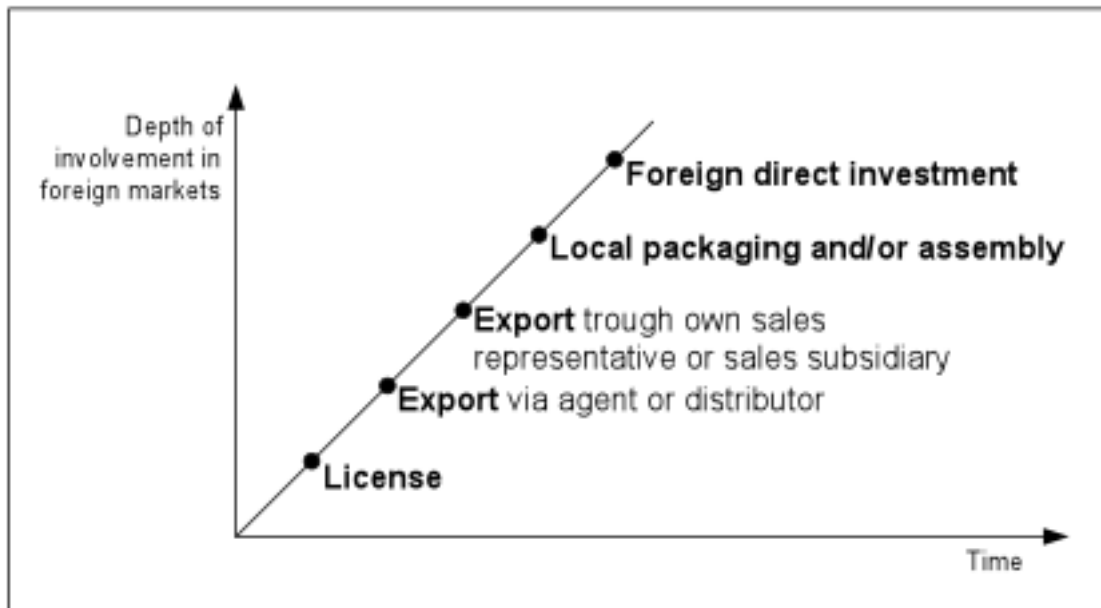 Depth of
involvement in
foreign markets
Foreign direct investment
Local packaging and/or assembly
Export trough own sales
representative or sales subsidiary
Export via agent or distributor
License
Time